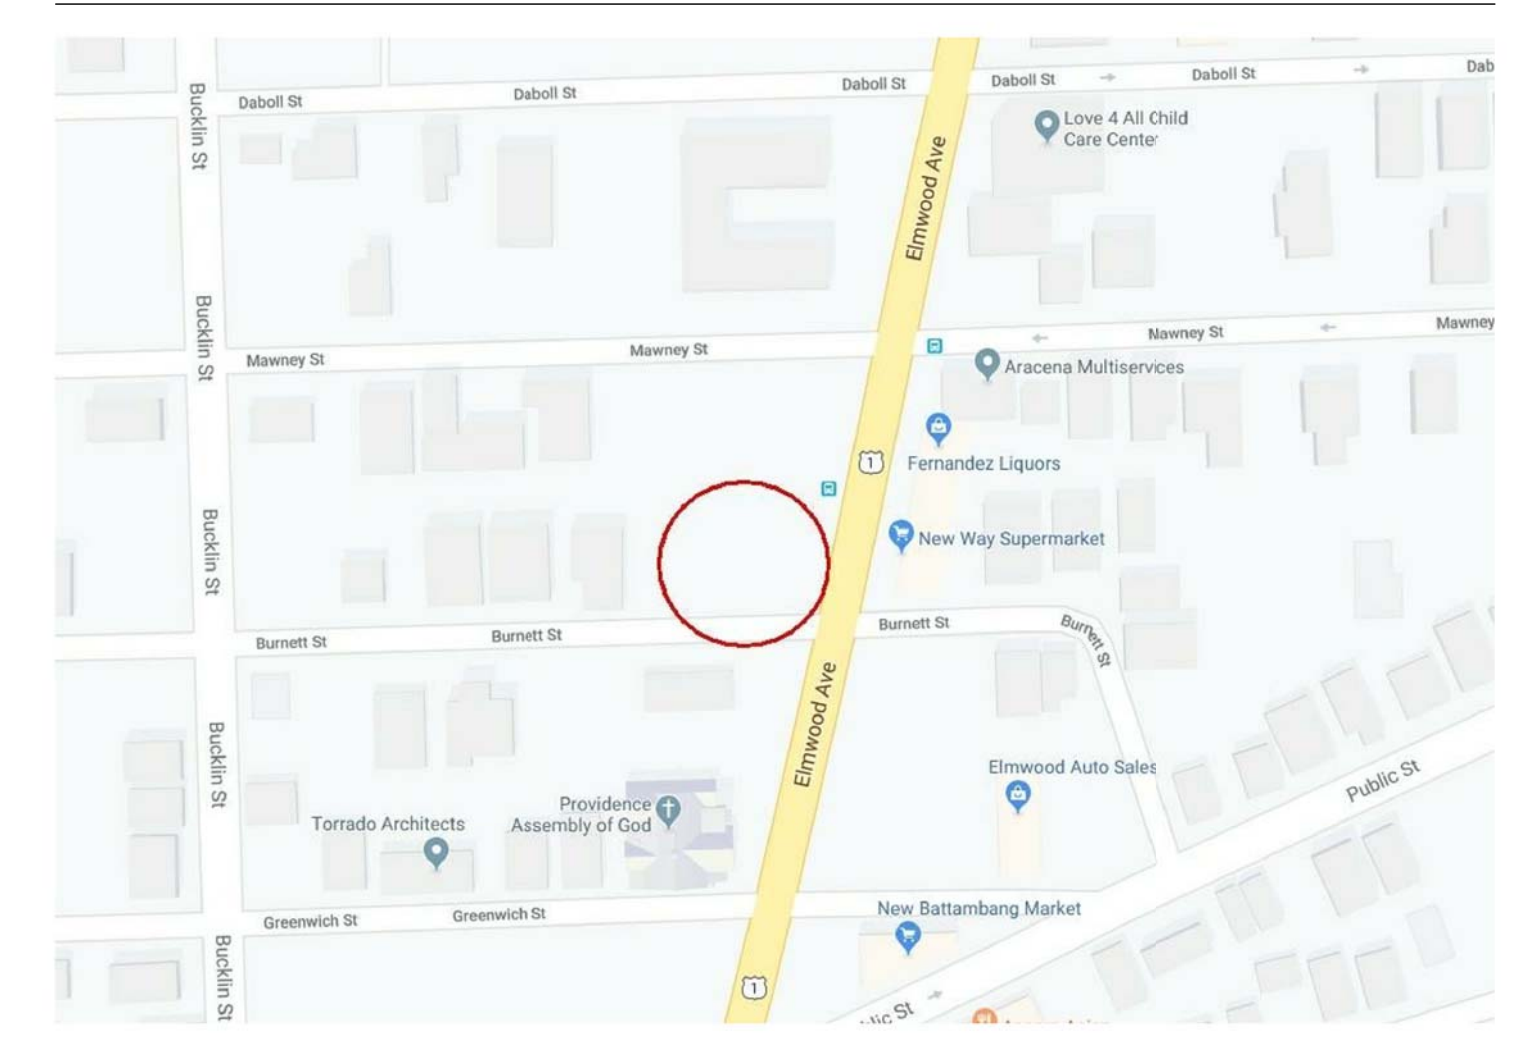 Daboll St
Daboll St
Daboll St
Daboll St
Daboll St
Dab
Bucklin St
Love 4 All Child
Care Center
Elmwood Ave
Bucklin St
Mawney St
Mawney St
Nawney St
Mawney
Aracena Multiservices
1
Fernandez Liquors
Bucklin St
New Way Supermarket
Burnett St
Burnett St
Burnett St
Burnett St
Elmwood Ave
Bucklin St
Elmwood Auto Sales
Public St
Providence
Assembly of God
Torrado Architects
Greenwich St
Greenwich St
New Battambang Market
Bucklin St
1
lic St